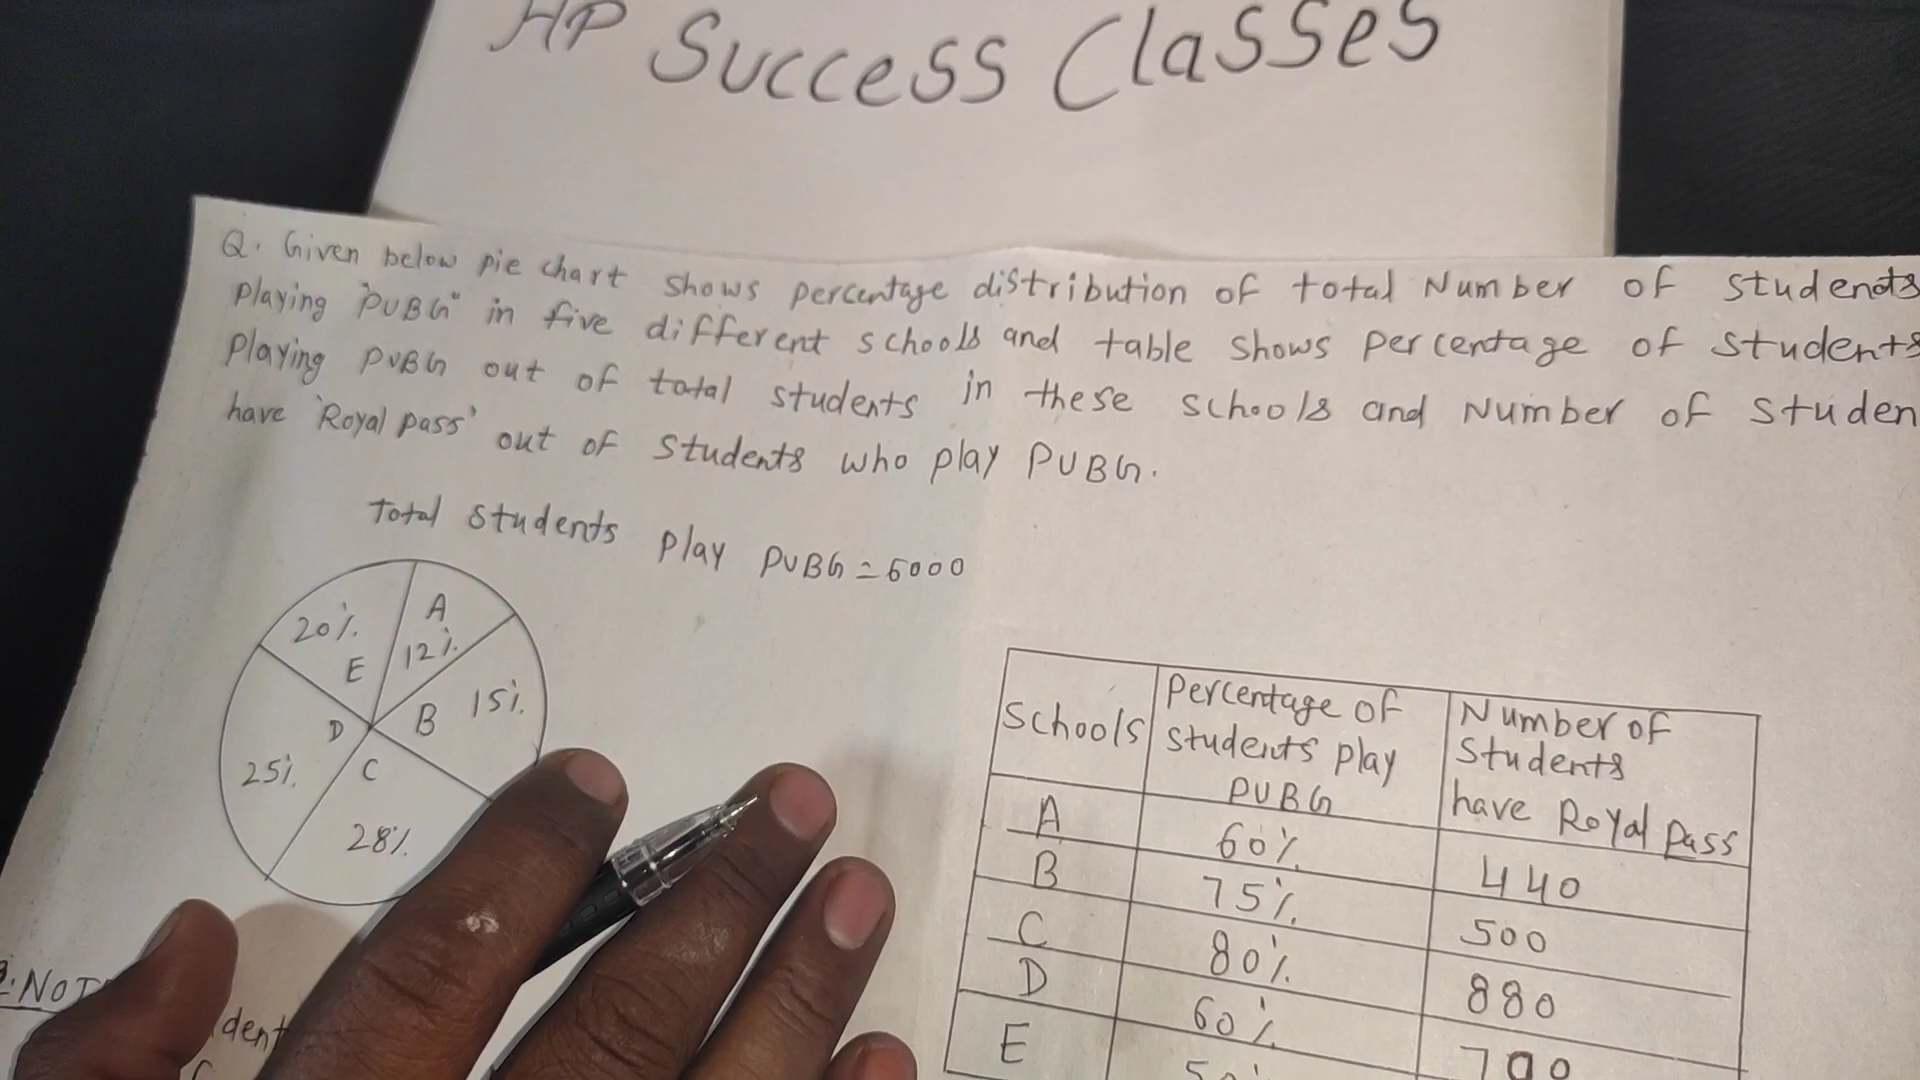 HP Success Classes
Q. Given below pie chart shows percentage distribution of total Number of students
Playing "PUBG" in five different schools and table shows percentage of students
Playing PUBG out of total students in these schools and Number of Studen
have 'Royal pass' out of students who play PUBG.
Total students play PUBG = 6000
A
12%
20%
E
B
15%
D
25%
C
28%
Schools
Percentage of
students play
PUBG
Number of
Students
have Royal Pass
A 60% 440
B 75% 500
C 80% 880
D 60% 700
E